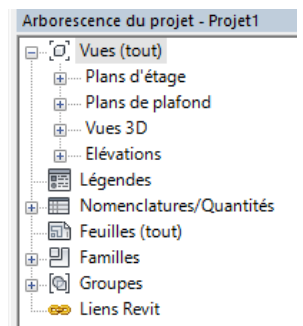 Arborescence du projet - Projet1
Vues (tout)
Plans d'étage
Plans de plafond
Vues 3D
Elévations
Légendes
Nomenclatures/Quantités
Feuilles (tout)
Familles
Groupes
Liens Revit